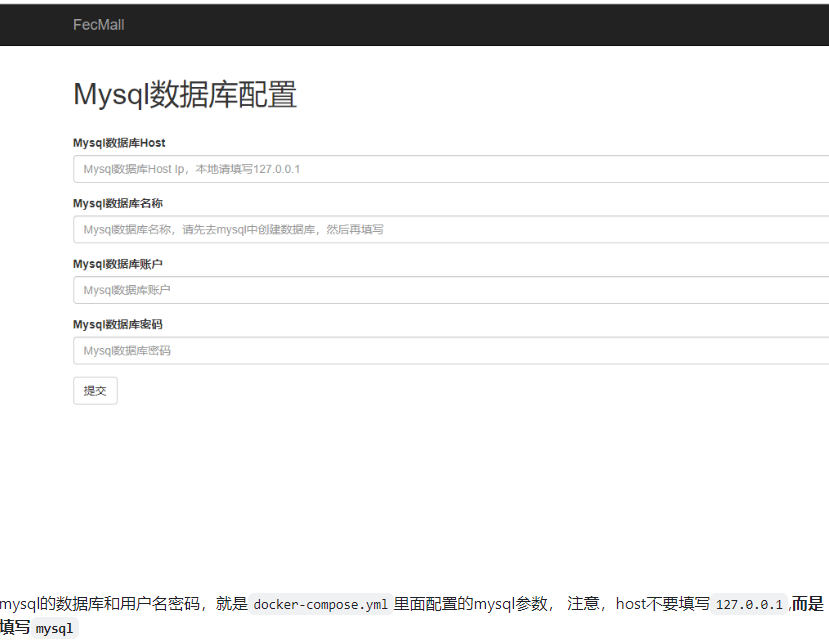 FecMall
Mysql数据库配置
Mysql数据库Host
Mysql数据库Host Ip，本地请填写127.0.0.1
Mysql数据库名称
Mysql数据库名称，请先去mysql中创建数据库，然后再填写
Mysql数据库账户
Mysql数据库账户
Mysql数据库密码
Mysql数据库密码
提交
mysql的数据库和用户名密码，就是 docker-compose.yml 里面配置的mysql参数， 注意，host不要填写 127.0.0.1 ,而是
填写 mysql